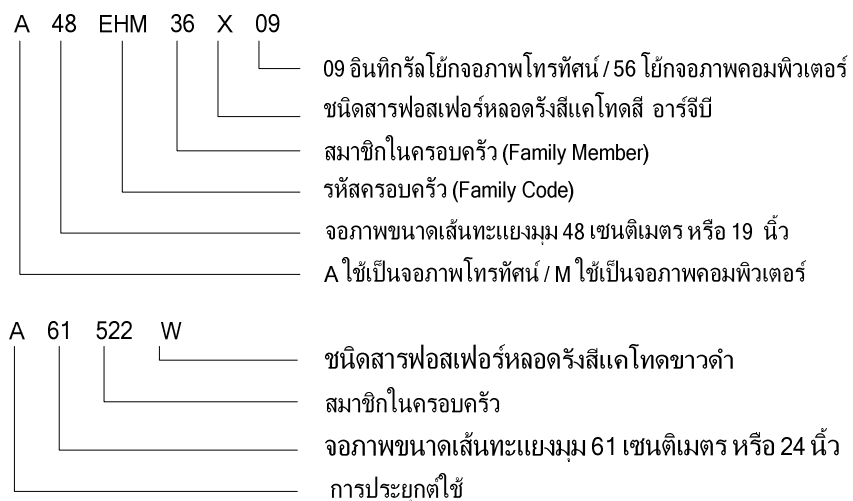 A 48 EHM 36 X 09
09 อินทิกรัลโย้กจอภาพโทรทัศน์ / 56 โย้กจอภาพคอมพิวเตอร์
ชนิดสารฟอสเฟอร์หลอดรังสีแคโทดสี อาร์จีบี
สมาชิกในครอบครัว (Family Member)
รหัสครอบครัว (Family Code)
จอภาพขนาดเส้นทะแยงมุม 48 เซนติเมตร หรือ 19 นิ้ว
A ใช้เป็นจอภาพโทรทัศน์ / M ใช้เป็นจอภาพคอมพิวเตอร์
A 61 522 W
ชนิดสารฟอสเฟอร์หลอดรังสีแคโทดขาวดำ
สมาชิกในครอบครัว
จอภาพขนาดเส้นทะแยงมุม 61 เซนติเมตร หรือ 24 นิ้ว
การประยุกต์ใช้